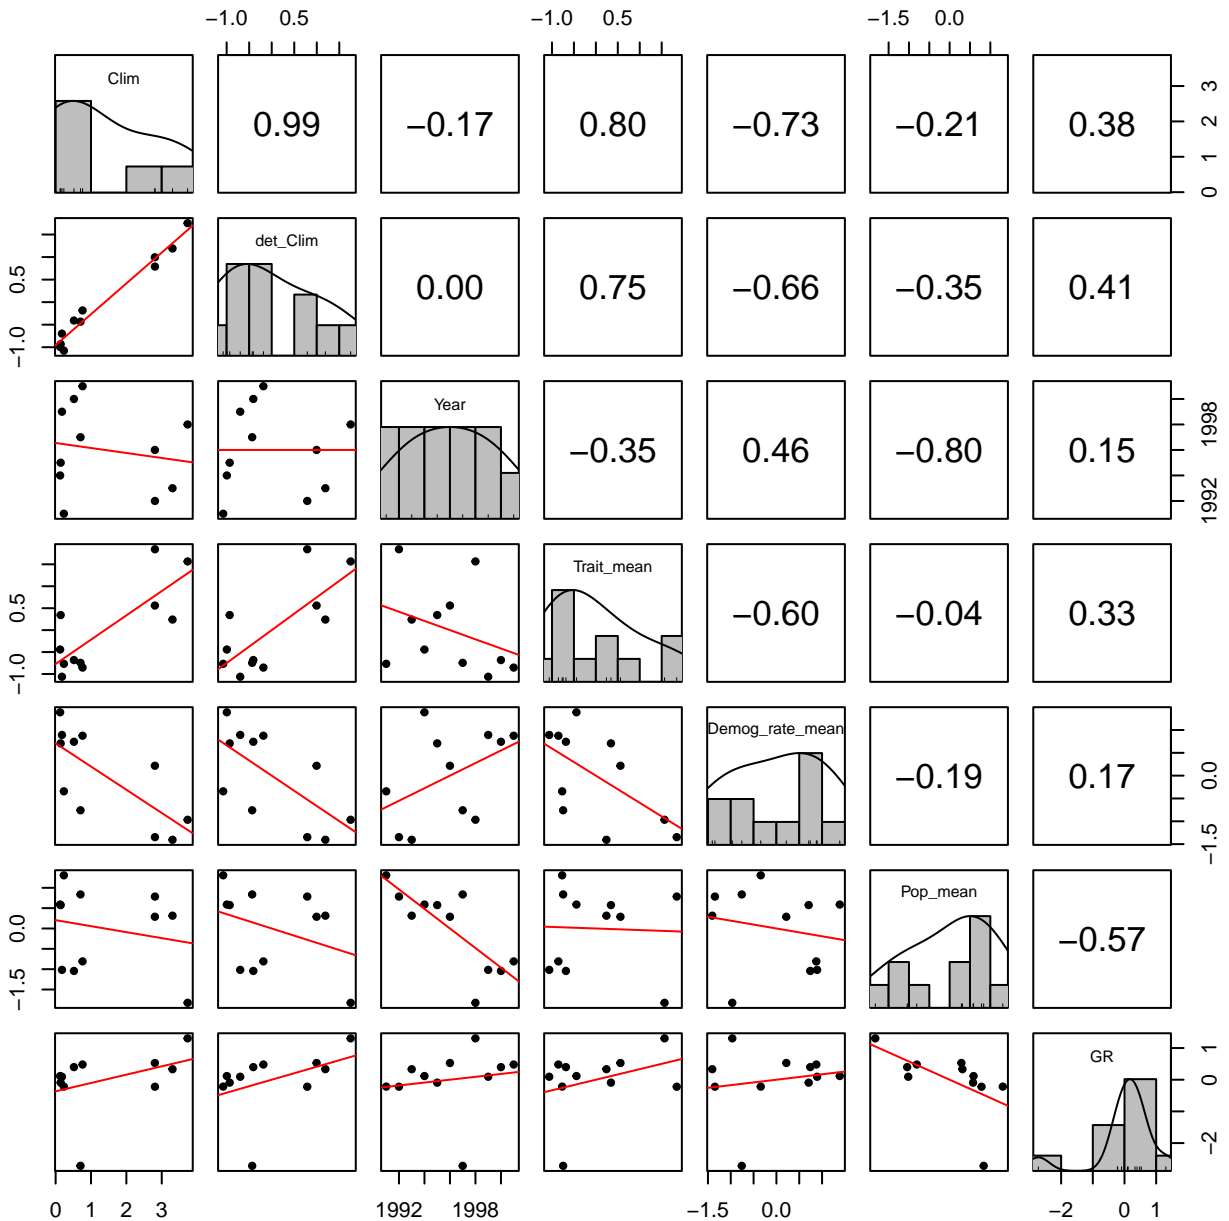 −1.0 0.5 −1.0 0.5 −1.5 0.0
Clim 0.99 −0.17 0.80 −0.73 −0.21 0.38 0 1 2 3
−1.0 0.5 det_Clim 0.00 0.75 −0.66 −0.35 0.41
Year −0.35 0.46 −0.80 0.15 1992 1998
−1.0 0.5 Trait_mean −0.60 −0.04 0.33
Demog_rate_mean −0.19 0.17 −1.5 0.0
−1.5 0.0 Pop_mean −0.57
GR −2 0 1
0 1 2 3 1992 1998 −1.5 0.0 −2 0 1